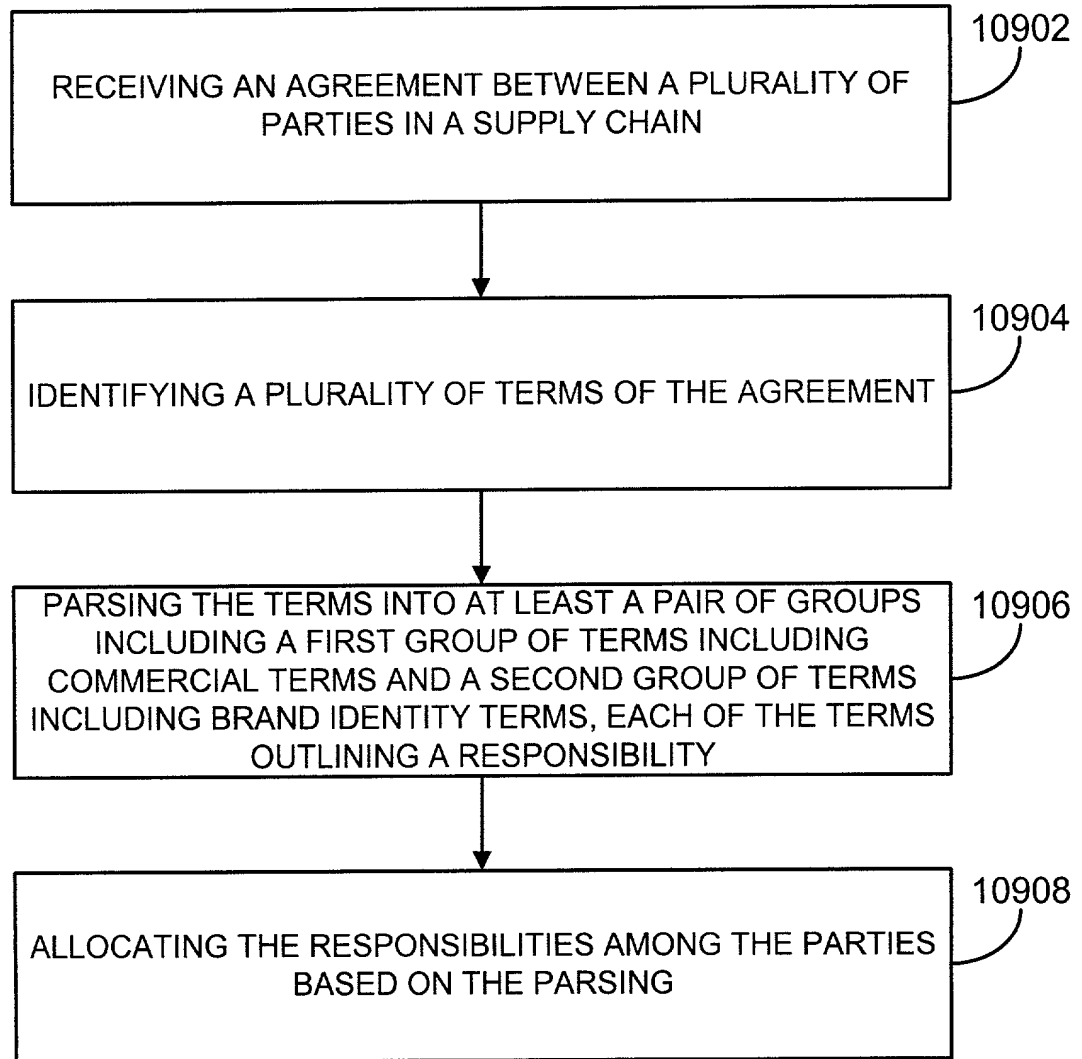 10902
RECEIVING AN AGREEMENT BETWEEN A PLURALITY OF
PARTIES IN A SUPPLY CHAIN
10904
IDENTIFYING A PLURALITY OF TERMS OF THE AGREEMENT
10906
PARSING THE TERMS INTO AT LEAST A PAIR OF GROUPS
INCLUDING A FIRST GROUP OF TERMS INCLUDING
COMMERCIAL TERMS AND A SECOND GROUP OF TERMS
INCLUDING BRAND IDENTITY TERMS, EACH OF THE TERMS
OUTLINING A RESPONSIBILITY
10908
ALLOCATING THE RESPONSIBILITIES AMONG THE PARTIES
BASED ON THE PARSING